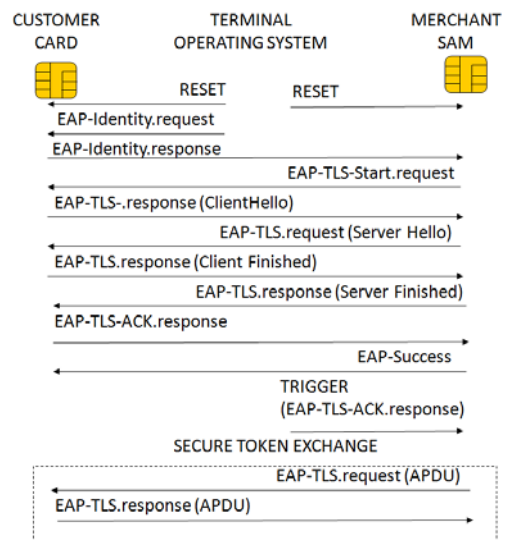 CUSTOMER CARD
TERMINAL OPERATING SYSTEM
MERCHANT SAM
RESET
RESET
EAP-Identity.request
EAP-Identity.response
EAP-TLS-Start.request
EAP-TLS-.response (ClientHello)
EAP-TLS.request (Server Hello)
EAP-TLS.response (Client Finished)
EAP-TLS.response (Server Finished)
EAP-TLS-ACK.response
EAP-Success
TRIGGER
(EAP-TLS-ACK.response)
SECURE TOKEN EXCHANGE
EAP-TLS.request (APDU)
EAP-TLS.response (APDU)